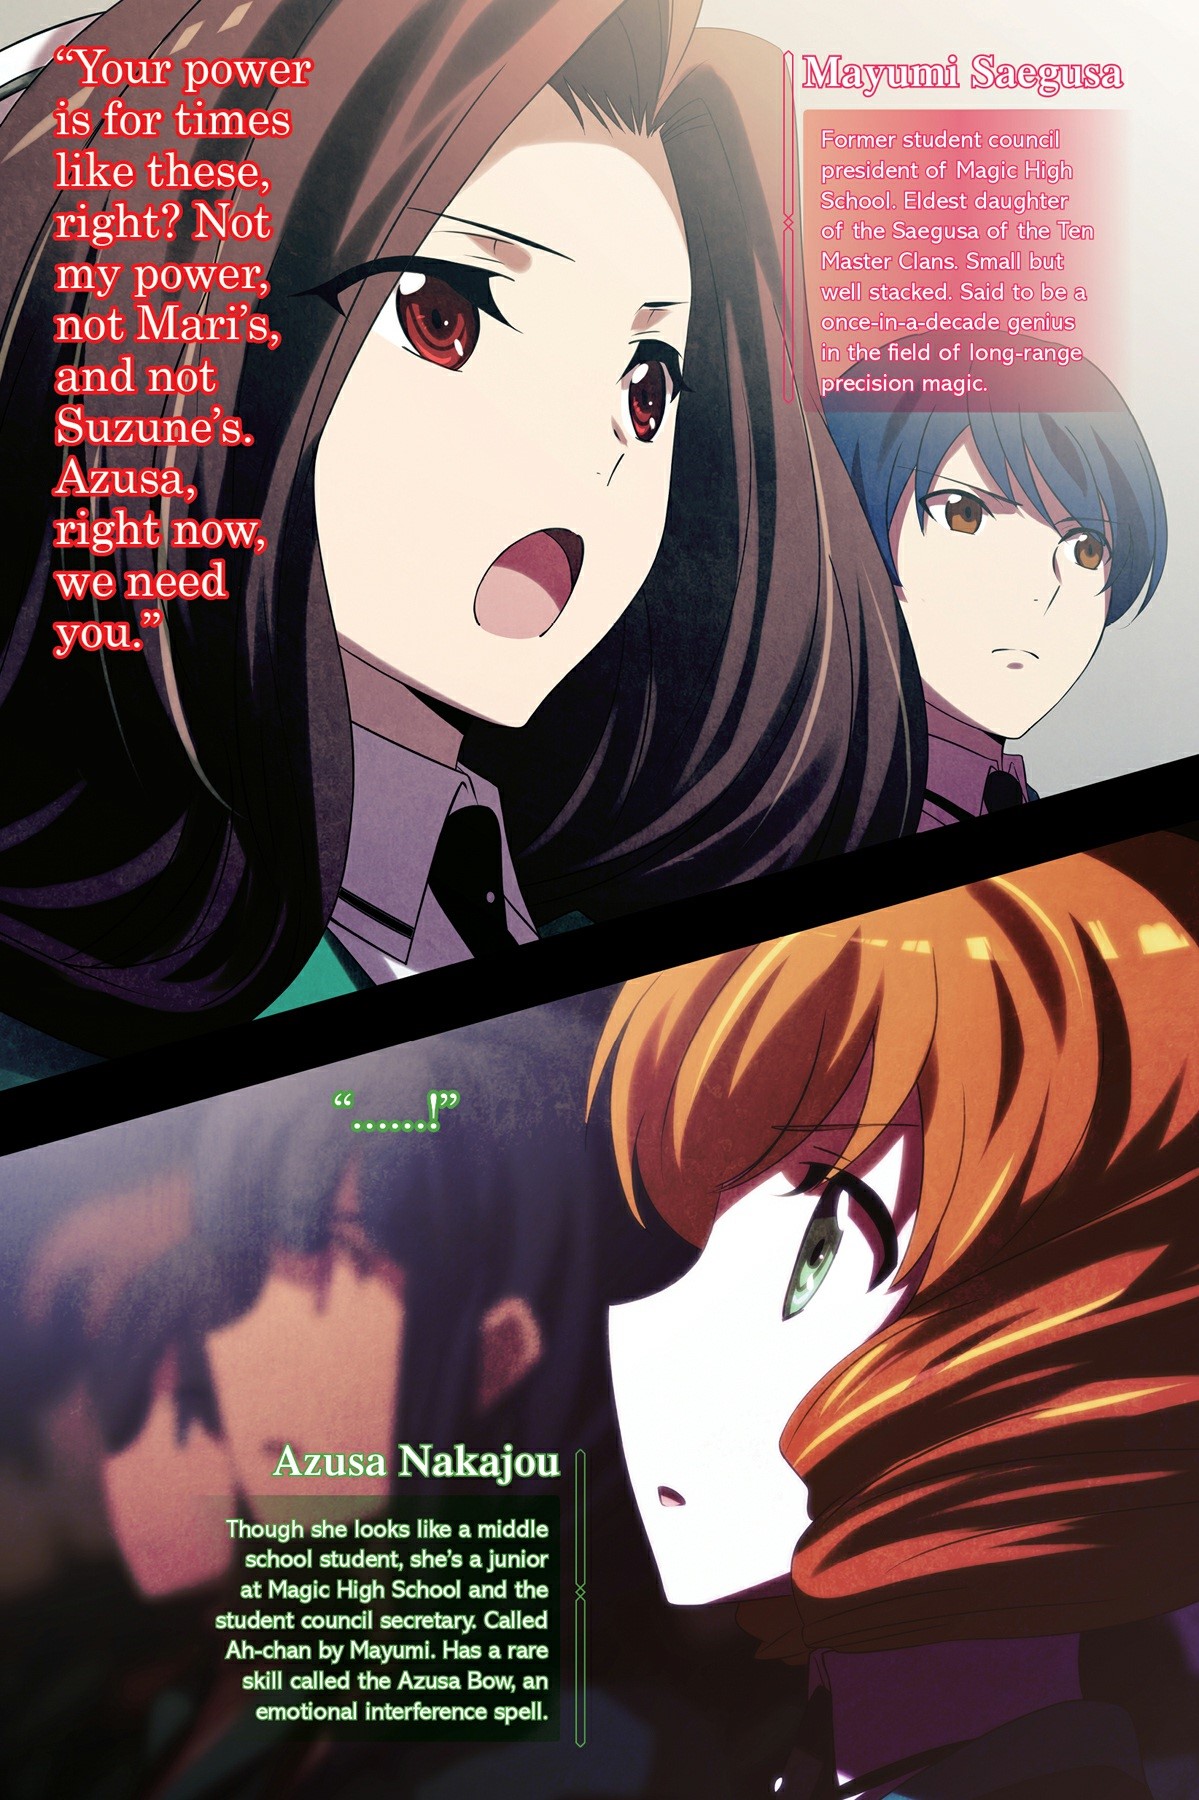 “Your power
is for times
like these,
right? Not
my power,
not Mari’s,
and not
Suzune’s.
Azusa,
right now,
we need
you.”
Mayumi Saegusa
Former student council
president of Magic High
School. Eldest daughter
of the Saegusa of the Ten
Master Clans. Small but
well stacked. Said to be a
once-in-a-decade genius
in the field of long-range
precision magic.
“......!”
Azusa Nakajou
Though she looks like a middle
school student, she’s a junior
at Magic High School and the
student council secretary. Called
Ah-chan by Mayumi. Has a rare
skill called the Azusa Bow, an
emotional interference spell.